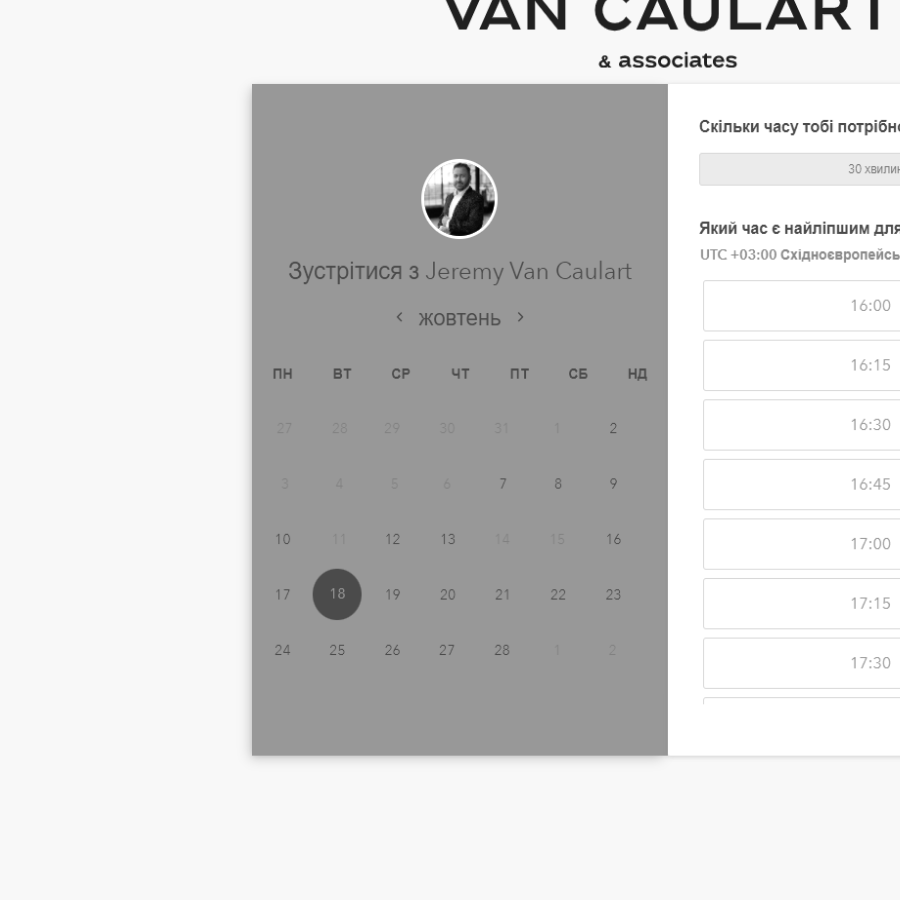 VAN CAULART
& associates
Зустрітися з Jeremy Van Caulart
жовтень
ПН ВТ СР ЧТ ПТ СБ НД
27 28 29 30 31 1 2
3 4 5 6 7 8 9
10 11 12 13 14 15 16
17 18 19 20 21 22 23
24 25 26 27 28 1 2
Скільки часу тобі потрібно
30 хвилин
Який час є найліпшим для
UTC +03:00 Східноєвропейсь
16:00
16:15
16:30
16:45
17:00
17:15
17:30